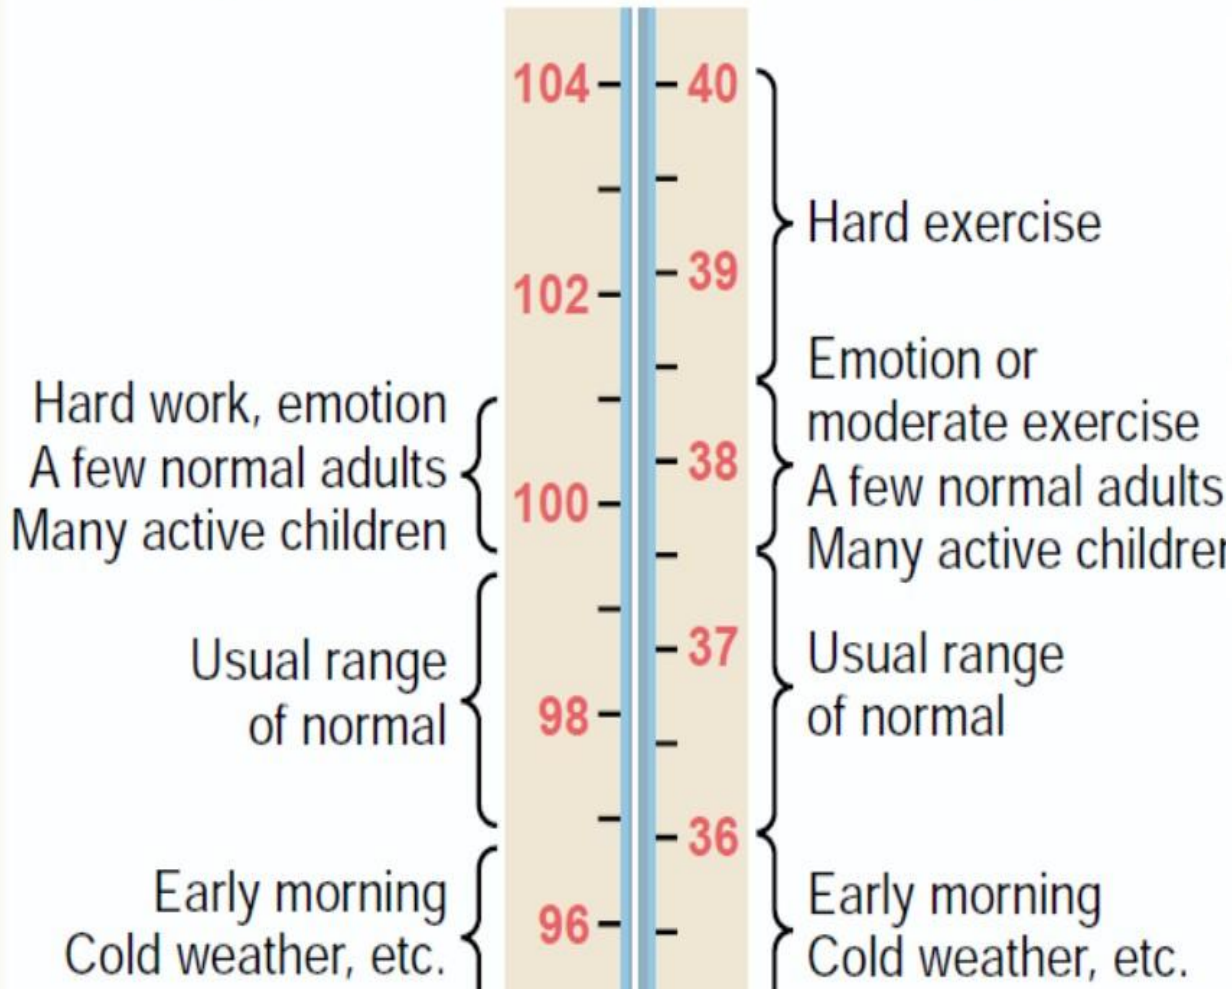 104
40
Hard exercise
39
102
Emotion or
moderate exercise
Hard work, emotion
A few normal adults
Many active children
38
A few normal adults
100
Many active children
Usual range
of normal
37
Usual range
of normal
98
36
Early morning
Cold weather, etc.
96
Early morning
Cold weather, etc.